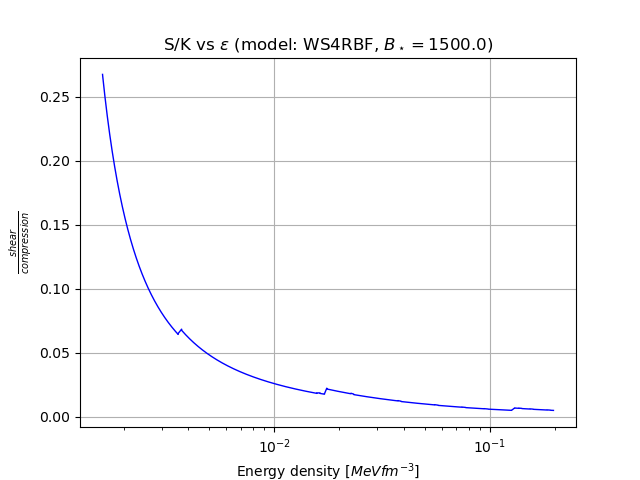 S/K vs ε (model: WS4RBF, B⋆ = 1500.0)
0.25
0.20
0.15
0.10
0.05
0.00
shear
compression
10⁻² 10⁻¹
Energy density [MeVfm⁻³]